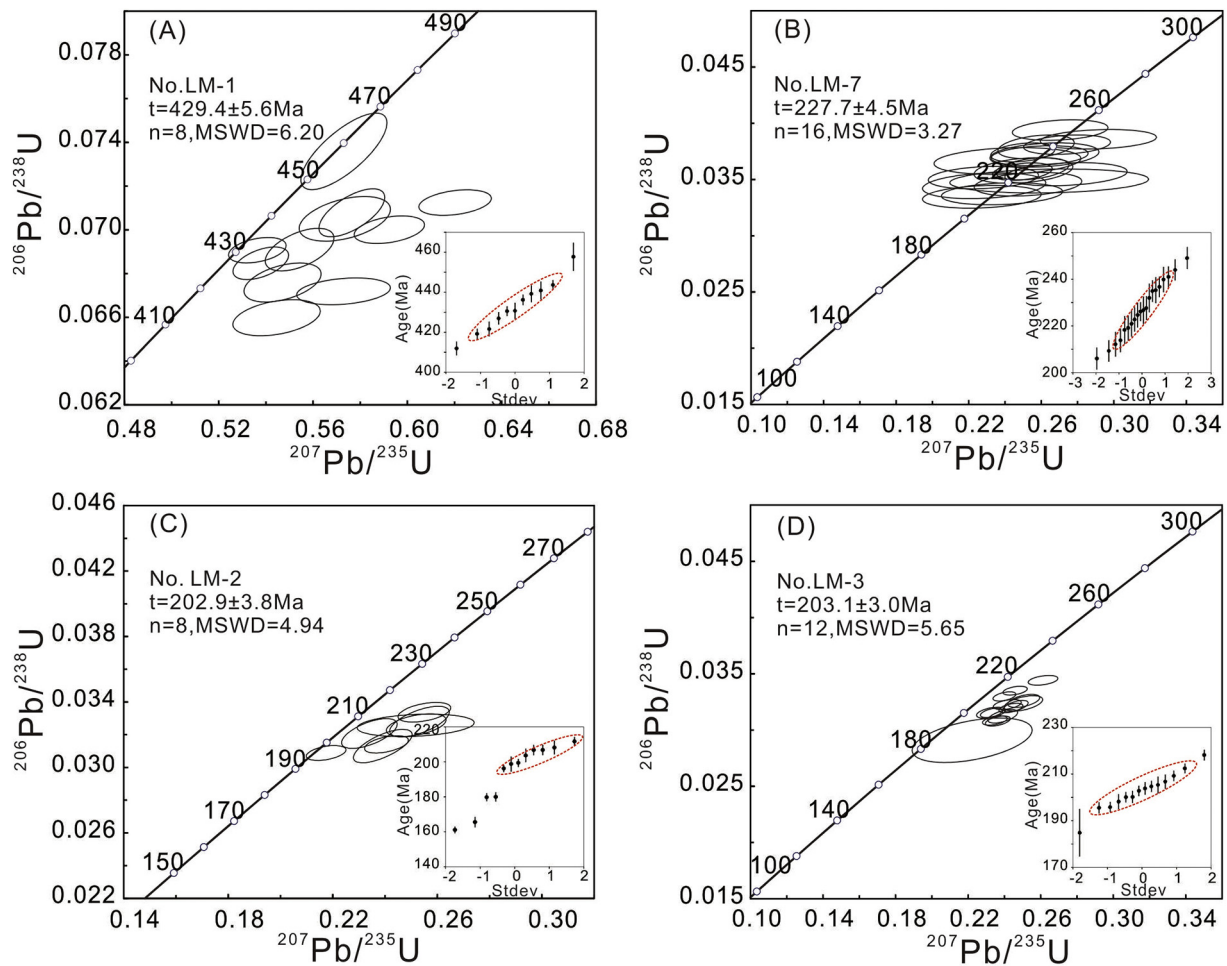 (A)
No.LM-1
t=429.4±5.6Ma
n=8,MSWD=6.20
490
470
450
430
410
0.078
0.074
0.070
0.066
0.062
²⁰⁶Pb/²³⁸U
0.48 0.52 0.56 0.60 0.64 0.68
²⁰⁷Pb/²³⁵U
460
440
420
400
Age(Ma)
-2 -1 0 1 2
Stdev
(B)
No.LM-7
t=227.7±4.5Ma
n=16,MSWD=3.27
300
260
220
180
140
100
0.045
0.035
0.025
0.015
²⁰⁶Pb/²³⁸U
0.10 0.14 0.18 0.22 0.26 0.30 0.34
²⁰⁷Pb/²³⁵U
260
240
220
200
Age(Ma)
-3 -2 -1 0 1 2 3
Stdev
(C)
No. LM-2
t=202.9±3.8Ma
n=8,MSWD=4.94
270
250
230
210
190
170
150
0.046
0.042
0.038
0.034
0.030
0.026
0.022
²⁰⁶Pb/²³⁸U
0.14 0.18 0.22 0.26 0.30
²⁰⁷Pb/²³⁵U
220
200
180
160
140
Age(Ma)
-2 -1 0 1 2
Stdev
(D)
No.LM-3
t=203.1±3.0Ma
n=12,MSWD=5.65
300
260
220
180
140
100
0.045
0.035
0.025
0.015
²⁰⁶Pb/²³⁸U
0.10 0.14 0.18 0.22 0.26 0.30 0.34
²⁰⁷Pb/²³⁵U
230
210
190
170
Age(Ma)
-2 -1 0 1 2
Stdev